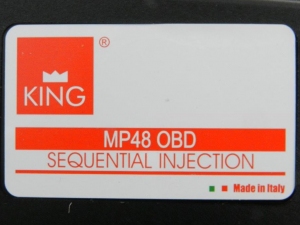 ®
KING
MP48 OBD
SEQUENTIAL INJECTION
Made in Italy